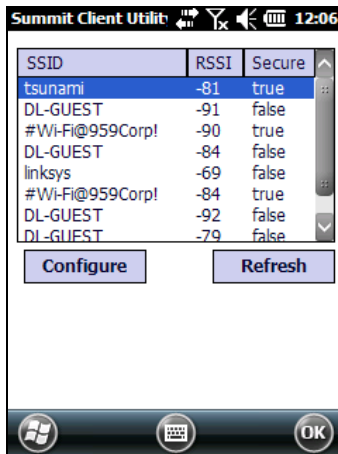 Summit Client Utilit 12:06
SSID RSSI Secure
tsunami -81 true
DL-GUEST -91 false
#Wi-Fi@959Corp! -90 true
DL-GUEST -84 false
linksys -69 false
#Wi-Fi@959Corp! -84 true
DL-GUEST -92 false
DL-GUEST -79 false
Configure Refresh
OK